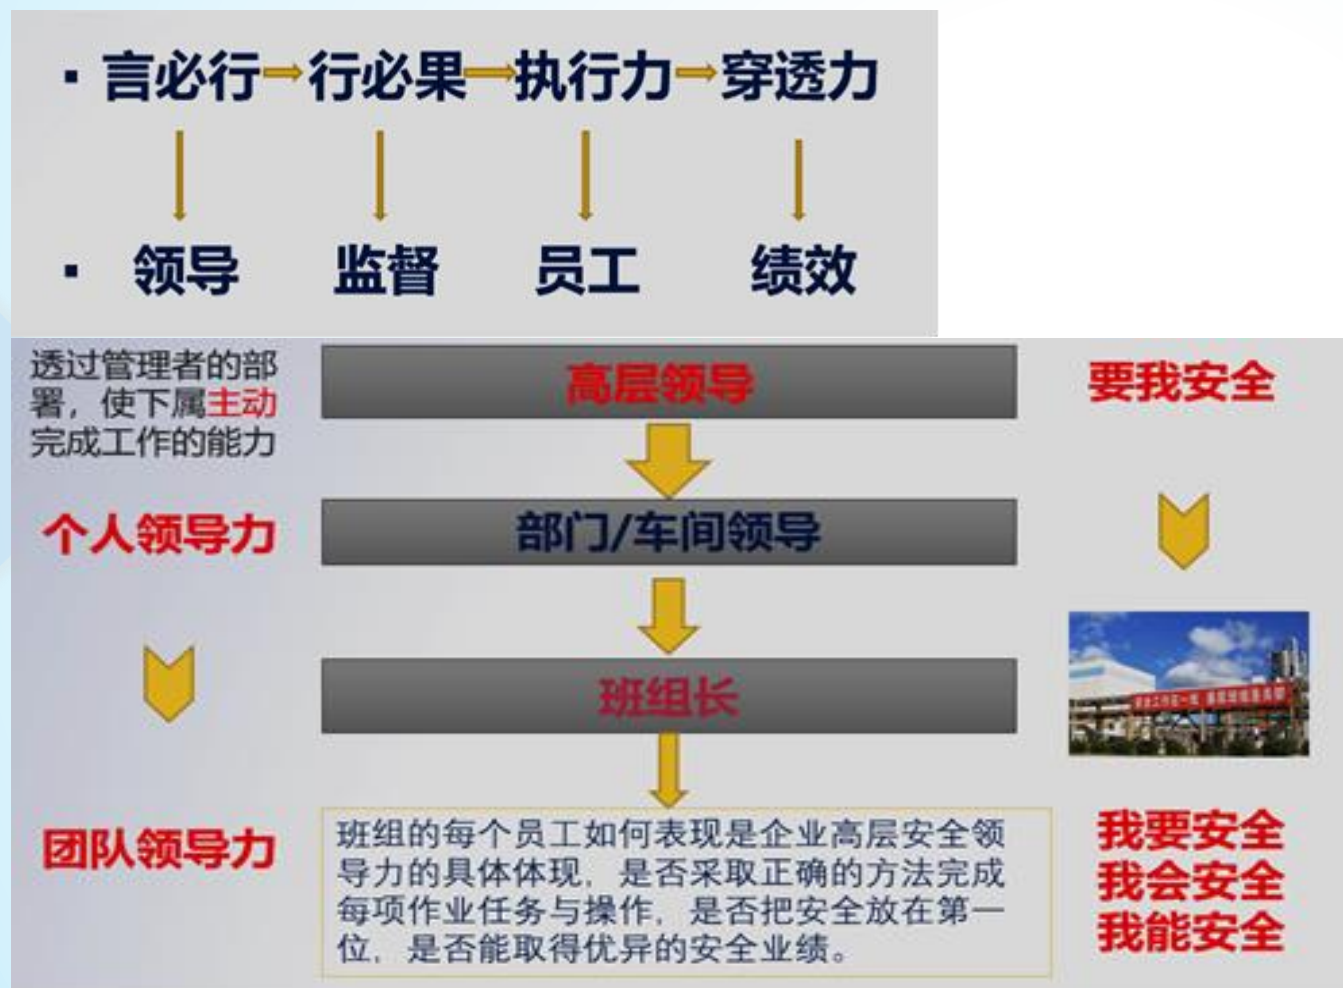 ▪ 言必行 行必果 执行力 穿透力
▪ 领导 监督 员工 绩效
透过管理者的部
署，使下属主动
完成工作的能力
高层领导
要我安全
个人领导力
部门/车间领导
班组长
团队领导力
班组的每个员工如何表现是企业高层安全领
导力的具体体现，是否采取正确的方法完成
每项作业任务与操作，是否把安全放在第一
位，是否能取得优异的安全业绩。
我要安全
我会安全
我能安全